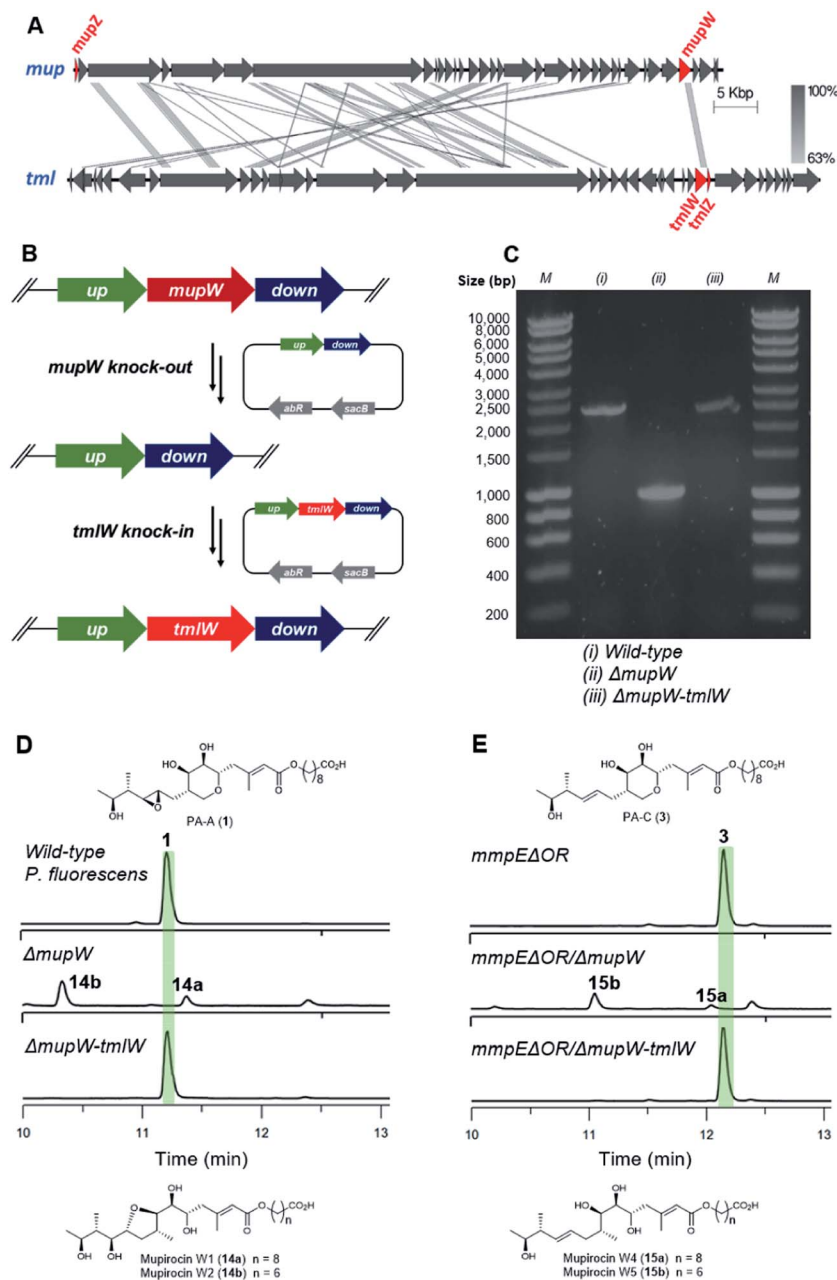 A
mupZ
mupW
mup
5 Kbp
100%
63%
tml
tmlW
tmlZ
B
up mupW down
mupW knock-out
up down
abR sacB
up down
tmlW knock-in
up tmlW down
abR sacB
up tmlW down
C
Size (bp) M (i) (ii) (iii) M
10,000
8,000
6,000
5,000
4,000
3,000
2,500
2,000
1,500
1,000
800
600
400
200
(i) Wild-type
(ii) ΔmupW
(iii) ΔmupW-tmlW
D
HO OH O O O CO₂H
8
OH O
PA-A (1)
1
Wild-type
P. fluorescens
ΔmupW
14b
14a
ΔmupW-tmlW
10 11 12 13
Time (min)
O OH O O CO₂H
n
OH OH OH
Mupirocin W1 (14a) n = 8
Mupirocin W2 (14b) n = 6
E
HO OH O O O CO₂H
8
OH
PA-C (3)
3
mmpEΔOR
mmpEΔOR/ΔmupW
15b
15a
mmpEΔOR/ΔmupW-tmlW
10 11 12 13
Time (min)
HO OH O O CO₂H
n
OH OH
Mupirocin W4 (15a) n = 8
Mupirocin W5 (15b) n = 6